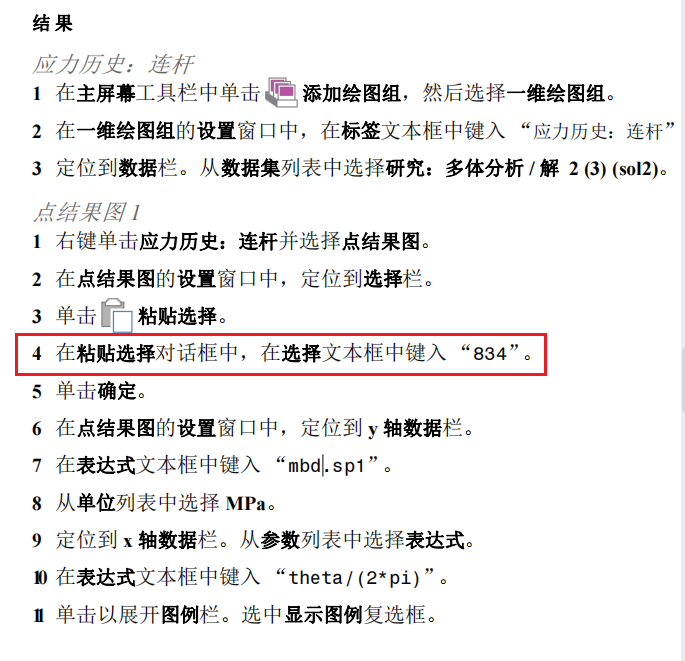 结果
应力历史：连杆
1 在主屏幕工具栏中单击 添加绘图组，然后选择一维绘图组。
2 在一维绘图组的设置窗口中，在标签文本框中键入 “应力历史：连杆”
3 定位到数据栏。从数据集列表中选择研究：多体分析 / 解 2 (3) (sol2)。
点结果图 1
1 右键单击应力历史：连杆并选择点结果图。
2 在点结果图的设置窗口中，定位到选择栏。
3 单击 粘贴选择。
4 在粘贴选择对话框中，在选择文本框中键入 “834”。
5 单击确定。
6 在点结果图的设置窗口中，定位到 y 轴数据栏。
7 在表达式文本框中键入 “mbd.sp1”。
8 从单位列表中选择 MPa。
9 定位到 x 轴数据栏。从参数列表中选择表达式。
10 在表达式文本框中键入 “theta/(2*pi)”。
11 单击以展开图例栏。选中显示图例复选框。